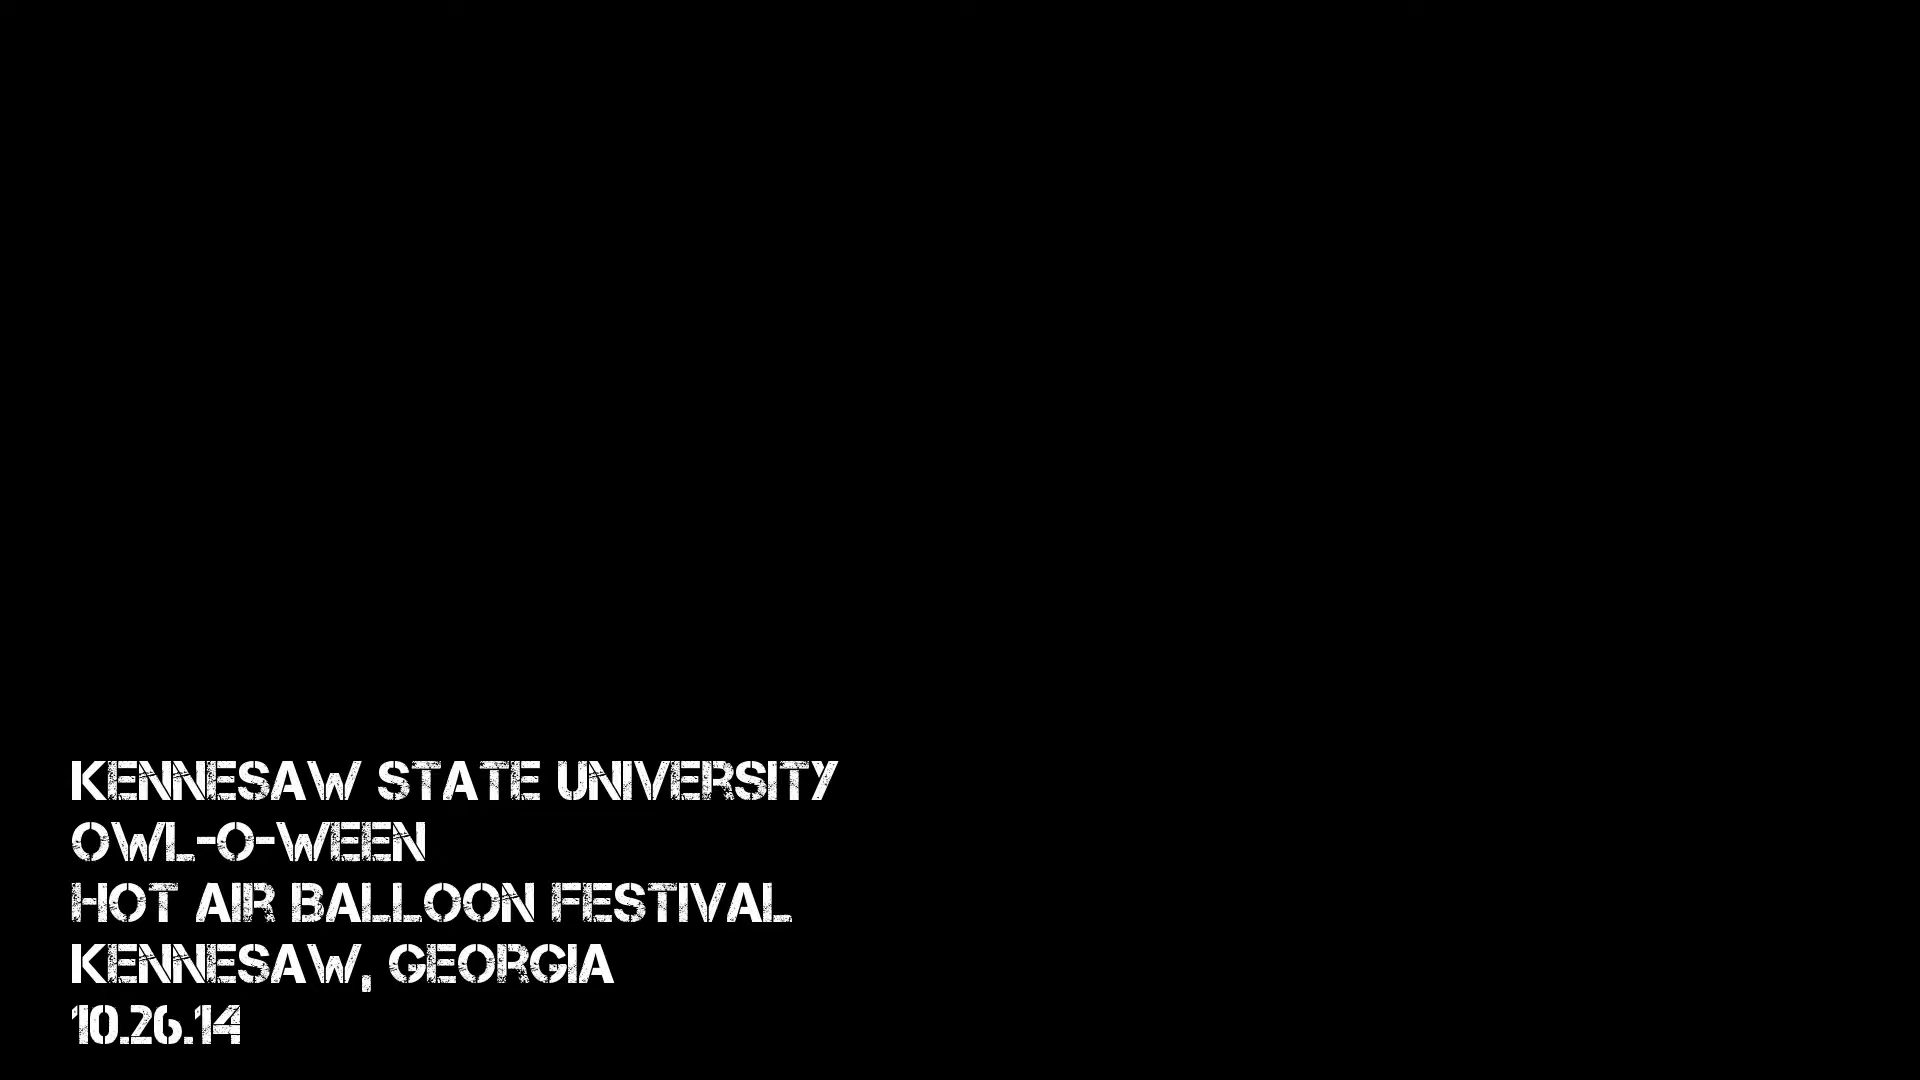 KENNESAW STATE UNIVERSITY
OWL-O-WEEN
HOT AIR BALLOON FESTIVAL
KENNESAW, GEORGIA
10.26.14